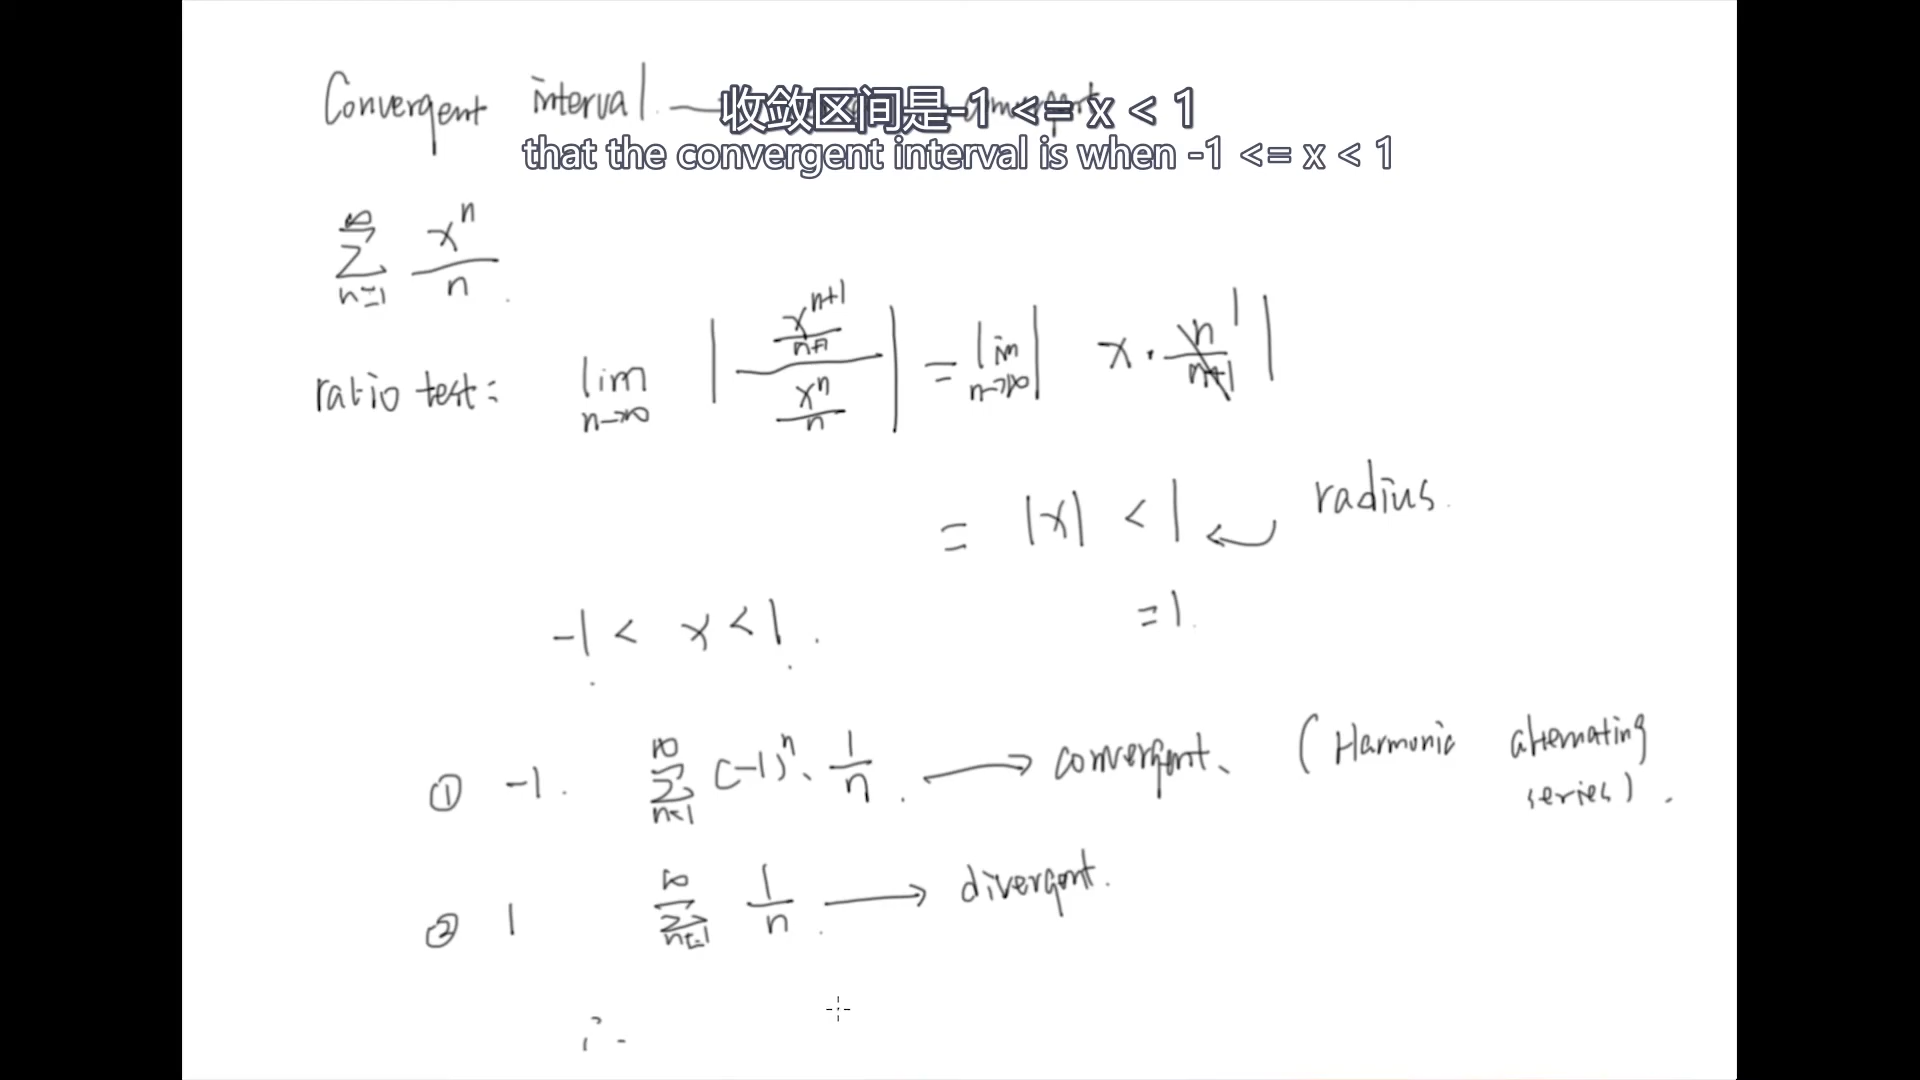 Convergent interval
收敛区间是-1 <= x < 1
that the convergent interval is when -1 <= x < 1
∞
∑ x^n / n
n=1
ratio test: lim n→∞ | (x^{n+1} / n+1) / (x^n / n) | = lim n→∞ | x · n / n+1 | 1
= |x| < 1 radius.
= 1.
-1 < x < 1.
① -1. ∑ n=1 ∞ (-1)^n · 1/n. → convergent. (Harmonic alternating
series).
② 1 ∑ n=1 ∞ 1/n. → divergent.
∴